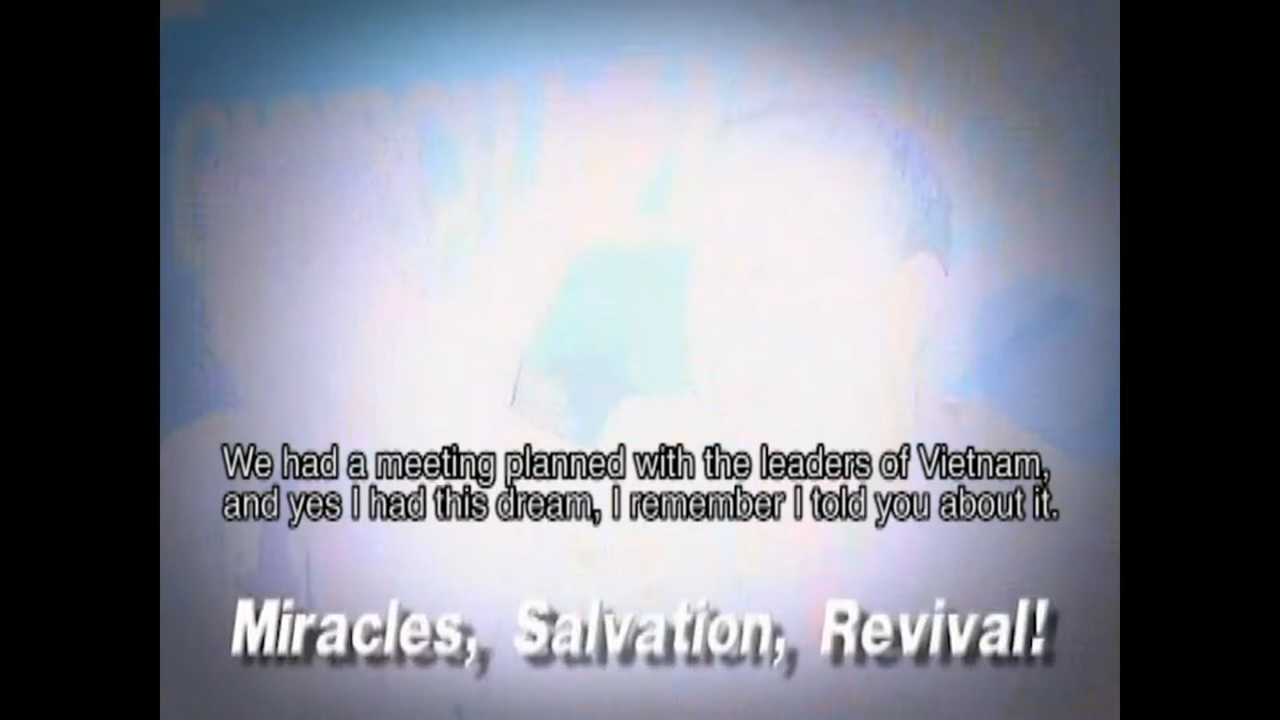 We had a meeting planned with the leaders of Vietnam,
and yes I had this dream, I remember I told you about it.
Miracles, Salvation, Revival!